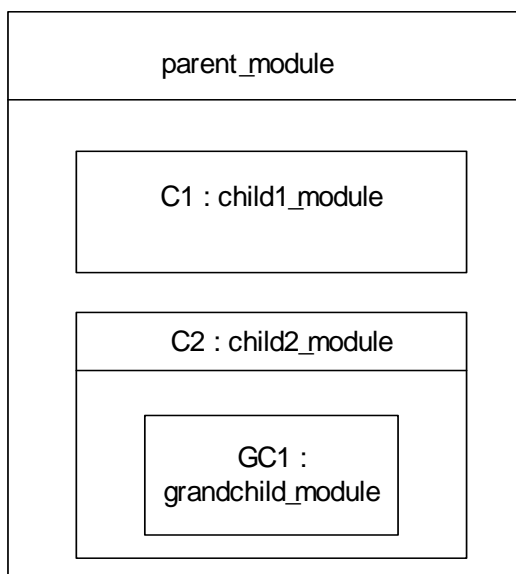 parent_module
C1 : child1_module
C2 : child2_module
GC1 :
grandchild_module